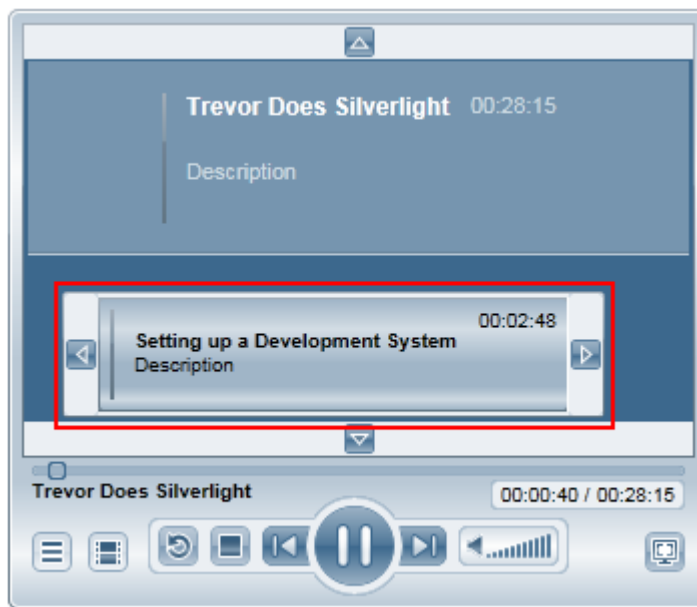 Trevor Does Silverlight 00:28:15
Description
00:02:48
Setting up a Development System
Description
Trevor Does Silverlight
00:00:40 / 00:28:15